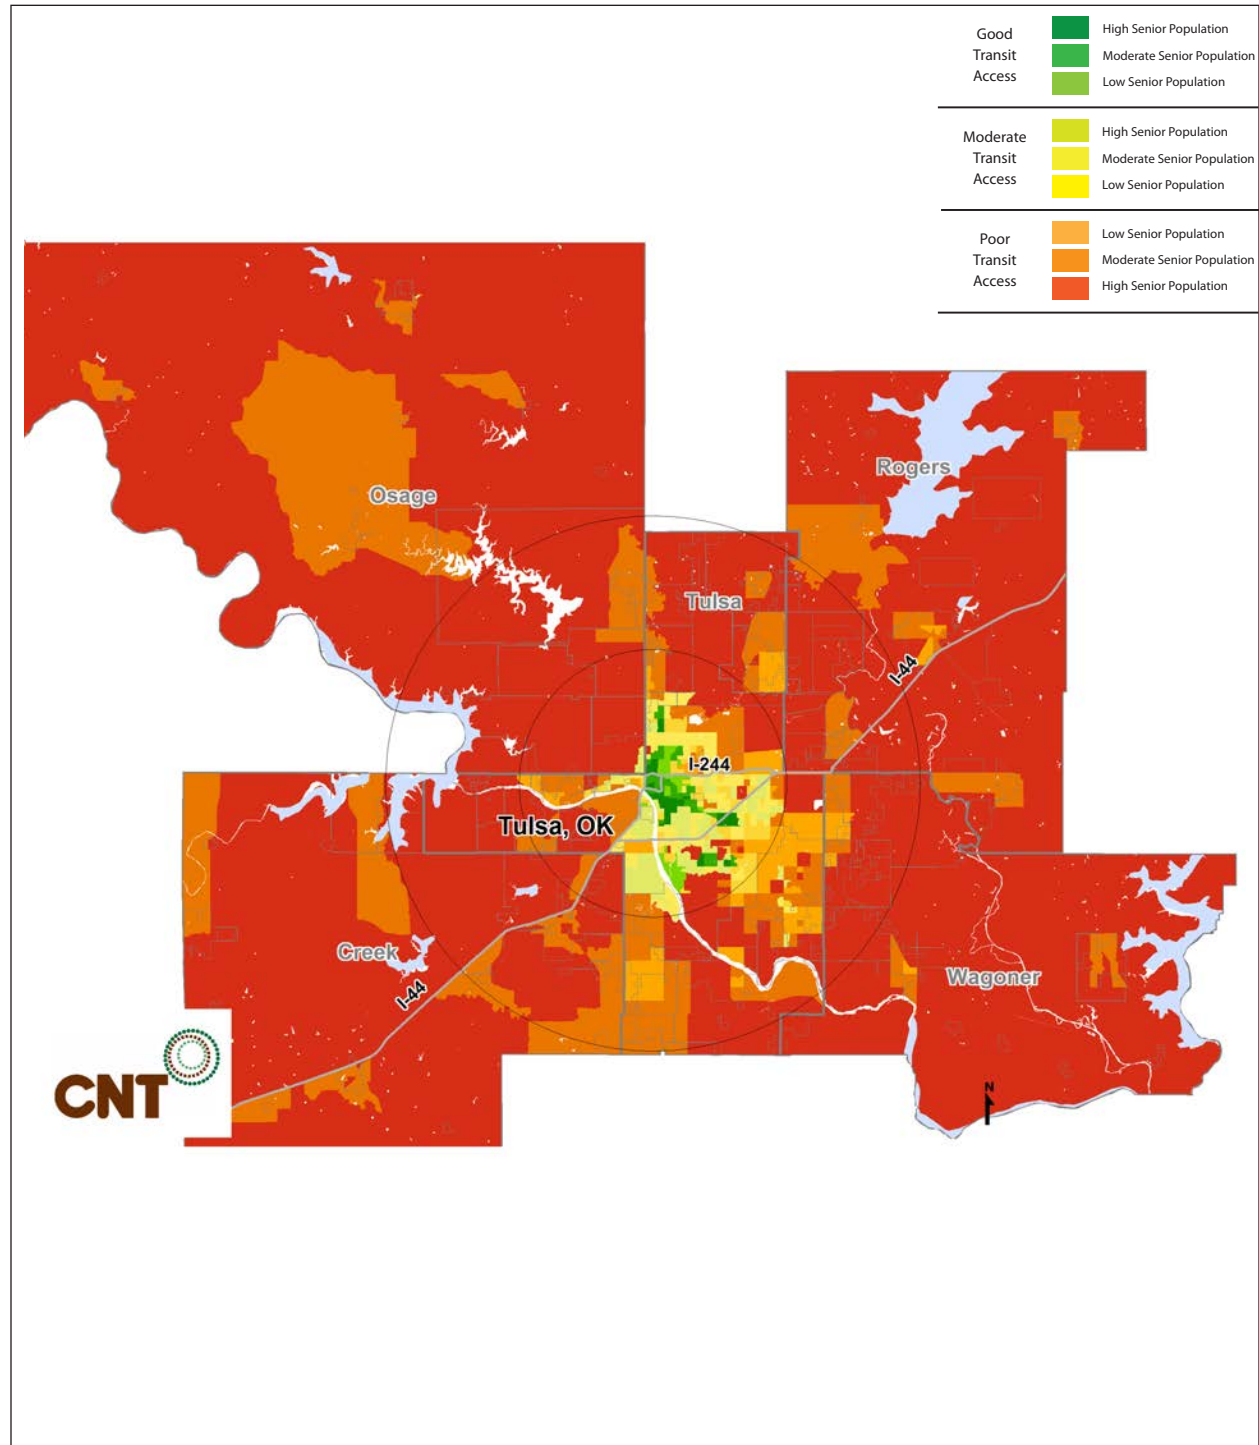 Good
Transit
Access
High Senior Population
Moderate Senior Population
Low Senior Population
Moderate
Transit
Access
High Senior Population
Moderate Senior Population
Low Senior Population
Poor
Transit
Access
Low Senior Population
Moderate Senior Population
High Senior Population
Rogers
Osage
Tulsa
I-44
I-244
Tulsa, OK
Creek
Wagoner
I-44
CNT
N